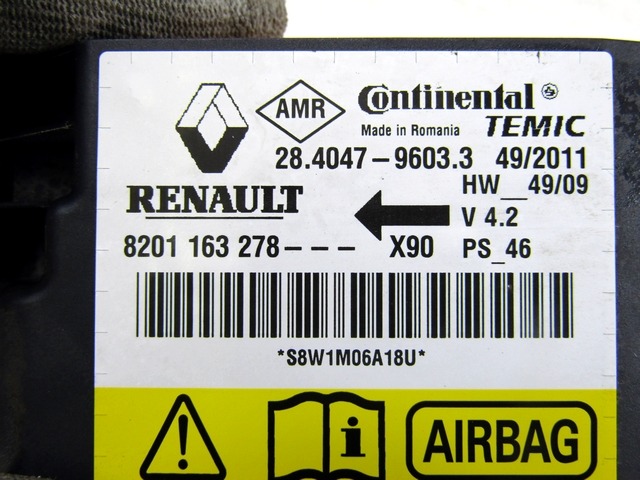 AMR
Continental
Made in Romania TEMIC
28.4047-9603.3 49/2011
HW__49/09
RENAULT
V 4.2
8201 163 278--- X90 PS_46
*S8W1M06A18U*
i
AIRBAG